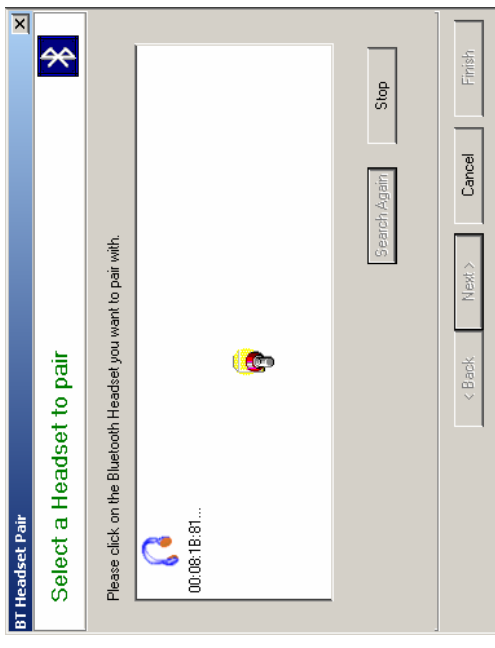 BT Headset Pair
Select a Headset to pair
Please click on the Bluetooth Headset you want to pair with.
00:08:1B:81...
Search Again
Stop
< Back
Next >
Cancel
Finish